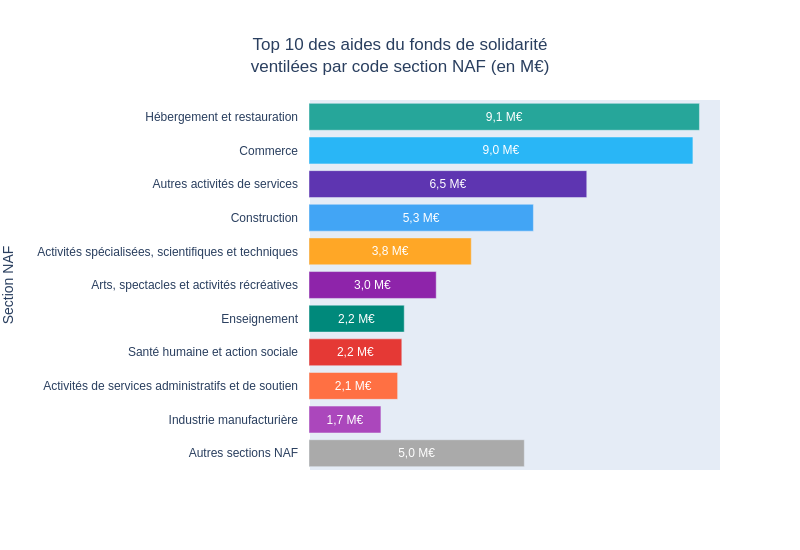 Top 10 des aides du fonds de solidarité
ventilées par code section NAF (en M€)
Section NAF
Hébergement et restauration 9,1 M€
Commerce 9,0 M€
Autres activités de services 6,5 M€
Construction 5,3 M€
Activités spécialisées, scientifiques et techniques 3,8 M€
Arts, spectacles et activités récréatives 3,0 M€
Enseignement 2,2 M€
Santé humaine et action sociale 2,2 M€
Activités de services administratifs et de soutien 2,1 M€
Industrie manufacturière 1,7 M€
Autres sections NAF 5,0 M€